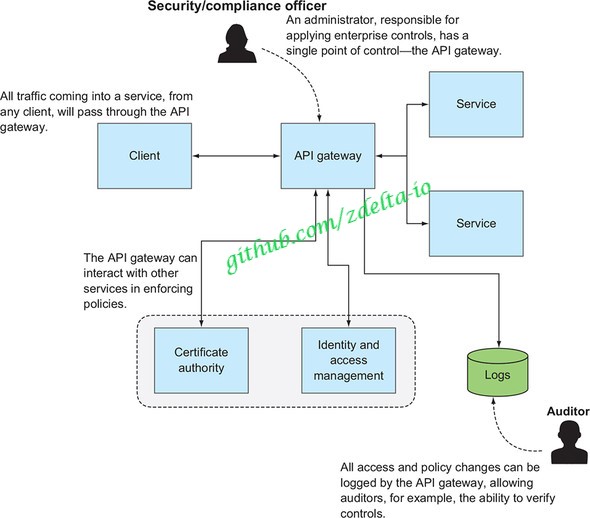 Security/compliance officer
An administrator, responsible for
applying enterprise controls, has a
single point of control—the API gateway.
All traffic coming into a service, from
any client, will pass through the API
gateway.
Client
API gateway
Service
Service
github.com/zdelta-io
The API gateway can
interact with other
services in enforcing
policies.
Certificate
authority
Identity and
access
management
Logs
Auditor
All access and policy changes can be
logged by the API gateway, allowing
auditors, for example, the ability to verify
controls.